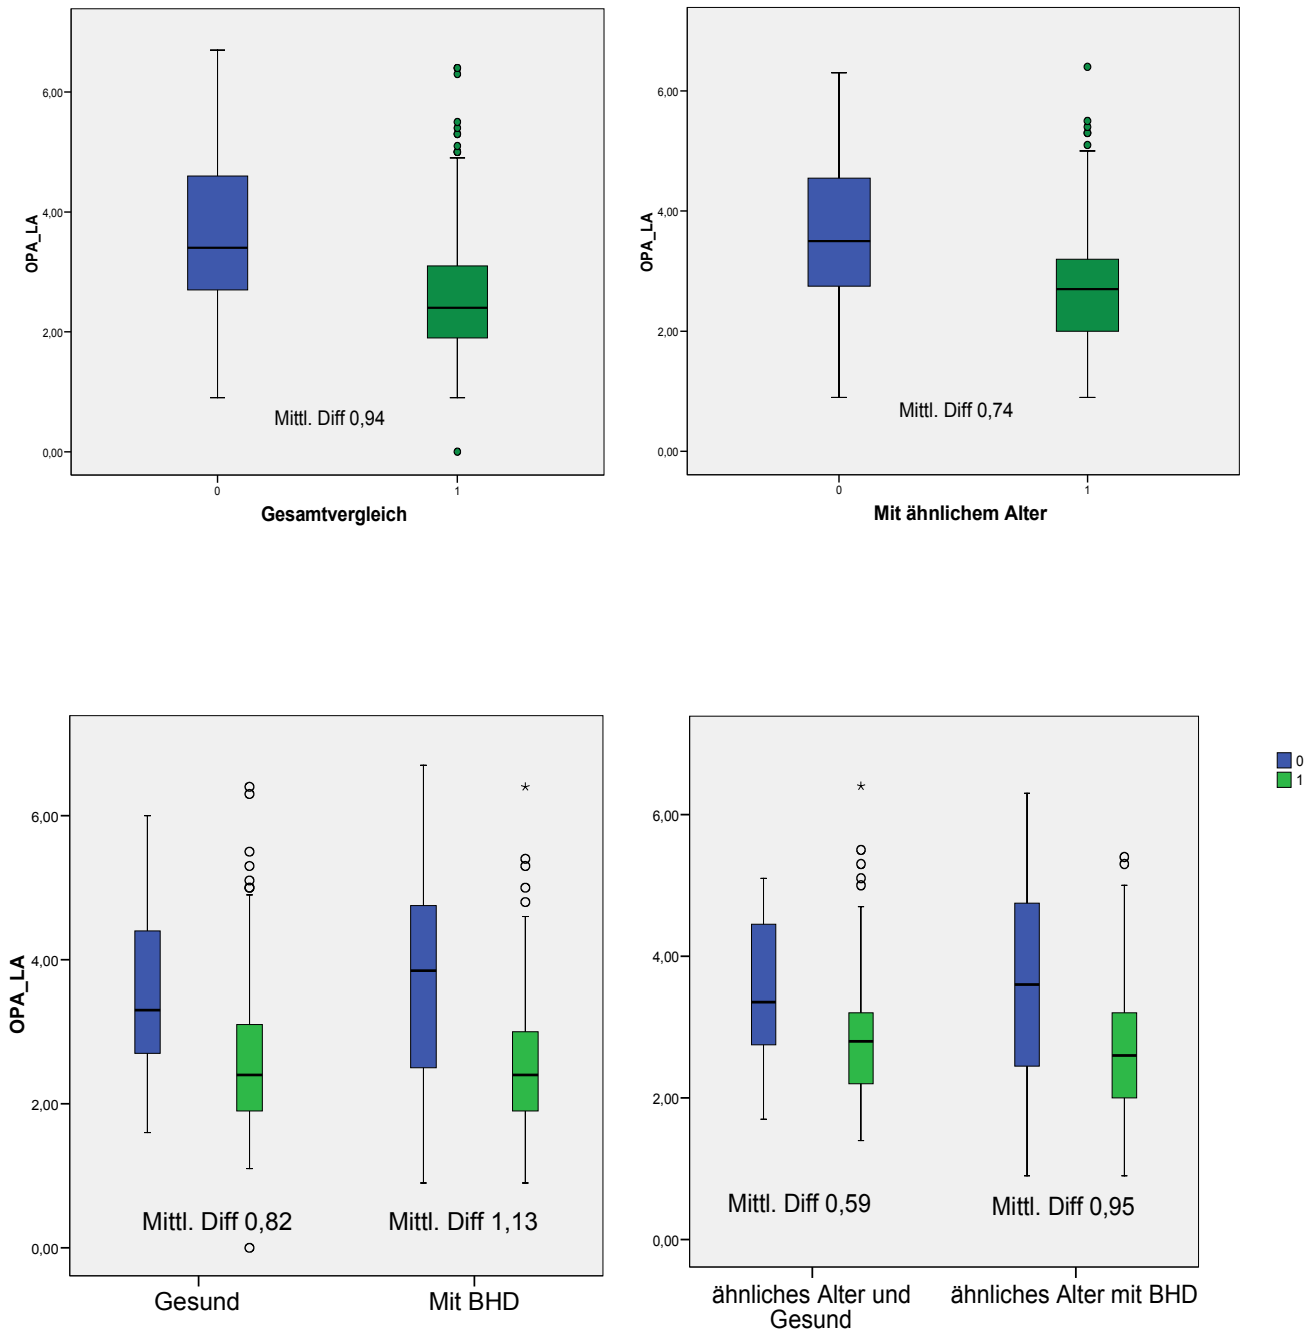 6,00
4,00
2,00
0,00
OPA_LA
Mittl. Diff 0,94
0
1
Gesamtvergleich
6,00
4,00
2,00
0,00
OPA_LA
Mittl. Diff 0,74
0
1
Mit ähnlichem Alter
6,00
4,00
2,00
0,00
OPA_LA
Mittl. Diff 0,82
Mittl. Diff 1,13
Gesund
Mit BHD
6,00
4,00
2,00
0,00
Mittl. Diff 0,59
Mittl. Diff 0,95
ähnliches Alter und
Gesund
ähnliches Alter mit BHD
0
1